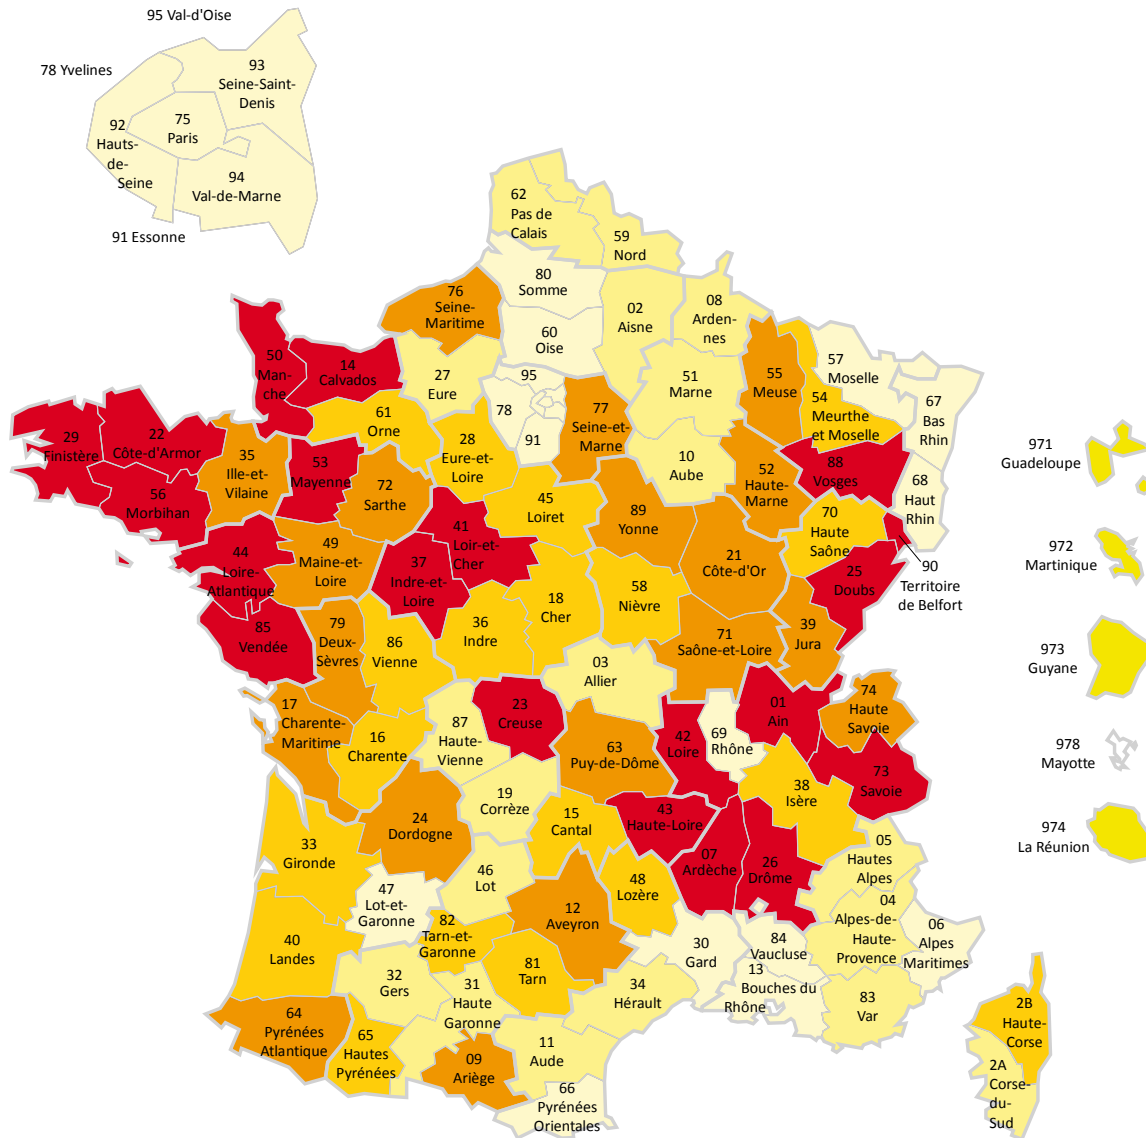 95 Val-d'Oise
78 Yvelines
93
Seine-Saint-
Denis
75
Paris
92
Hauts-
de-
Seine
94
Val-de-Marne
91 Essonne
62
Pas de
Calais
59
Nord
80
Somme
02
Aisne
08
Arden-
nes
76
Seine-
Maritime
60
Oise
50
Man-
che
14
Calvados
27
Eure
95
78
91
51
Marne
55
Meuse
57
Moselle
54
Meurthe
et Moselle
67
Bas
Rhin
61
Orne
77
Seine-et-
Marne
29
Finistère
22
Côte-d'Armor
35
Ille-et-
Vilaine
53
Mayenne
28
Eure-et-
Loire
10
Aube
52
Haute-
Marne
88
Vosges
68
Haut
Rhin
56
Morbihan
72
Sarthe
45
Loiret
89
Yonne
70
Haute
Saône
41
Loir-et-
Cher
44
Loire-
Atlantique
49
Maine-et-
Loire
37
Indre-et-
Loire
21
Côte-d'Or
25
Doubs
90
Territoire
de Belfort
18
Cher
58
Nièvre
85
Vendée
79
Deux-
Sèvres
86
Vienne
36
Indre
71
Saône-et-Loire
39
Jura
03
Allier
17
Charente-
Maritime
16
Charente
87
Haute-
Vienne
23
Creuse
63
Puy-de-Dôme
42
Loire
69
Rhône
01
Ain
74
Haute
Savoie
73
Savoie
19
Corrèze
38
Isère
24
Dordogne
15
Cantal
43
Haute-Loire
33
Gironde
46
Lot
07
Ardèche
26
Drôme
05
Hautes
Alpes
47
Lot-et-
Garonne
48
Lozère
12
Aveyron
04
Alpes-de-
Haute-
Provence
06
Alpes
Maritimes
40
Landes
82
Tarn-et-
Garonne
81
Tarn
30
Gard
84
Vaucluse
13
Bouches du
Rhône
32
Gers
31
Haute
Garonne
34
Hérault
83
Var
64
Pyrénées
Atlantique
65
Hautes
Pyrénées
09
Ariège
11
Aude
66
Pyrénées
Orientales
2B
Haute-
Corse
2A
Corse-
du-
Sud
971
Guadeloupe
972
Martinique
973
Guyane
978
Mayotte
974
La Réunion